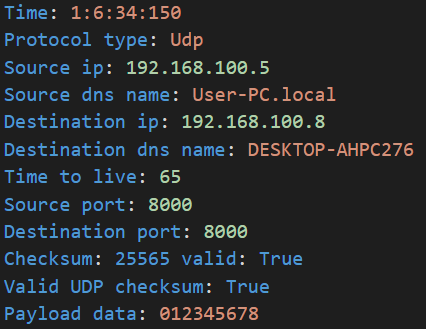 Time: 1:6:34:150
Protocol type: Udp
Source ip: 192.168.100.5
Source dns name: User-PC.local
Destination ip: 192.168.100.8
Destination dns name: DESKTOP-AHPC276
Time to live: 65
Source port: 8000
Destination port: 8000
Checksum: 25565 valid: True
Valid UDP checksum: True
Payload data: 012345678